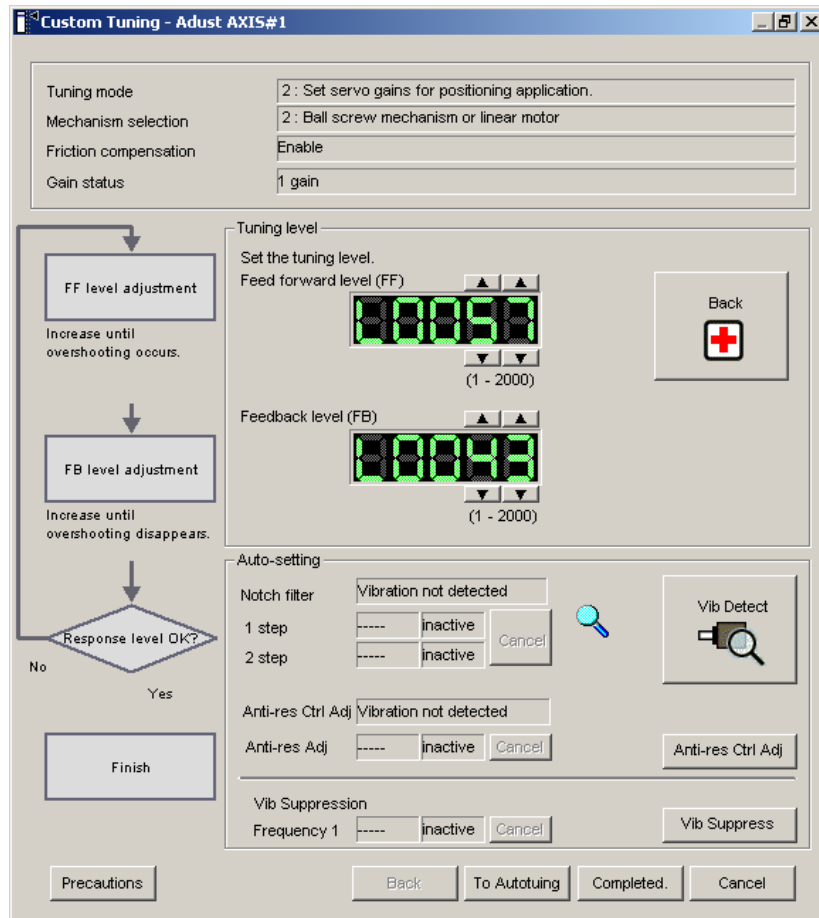 Custom Tuning - Adust AXIS#1
Tuning mode
2 : Set servo gains for positioning application.
Mechanism selection
2 : Ball screw mechanism or linear motor
Friction compensation
Enable
Gain status
1 gain
FF level adjustment
Increase until
overshooting occurs.
FB level adjustment
Increase until
overshooting disappears.
Response level OK?
No
Yes
Finish
Tuning level
Set the tuning level.
Feed forward level (FF)
L0057
(1 - 2000)
Feedback level (FB)
L0043
(1 - 2000)
Back
Auto-setting
Notch filter
Vibration not detected
1 step
-----
inactive
Cancel
2 step
-----
inactive
Vib Detect
Anti-res Ctrl Adj
Vibration not detected
Anti-res Adj
-----
inactive
Cancel
Anti-res Ctrl Adj
Vib Suppression
Frequency 1
-----
inactive
Cancel
Vib Suppress
Precautions
Back
To Autotuing
Completed.
Cancel